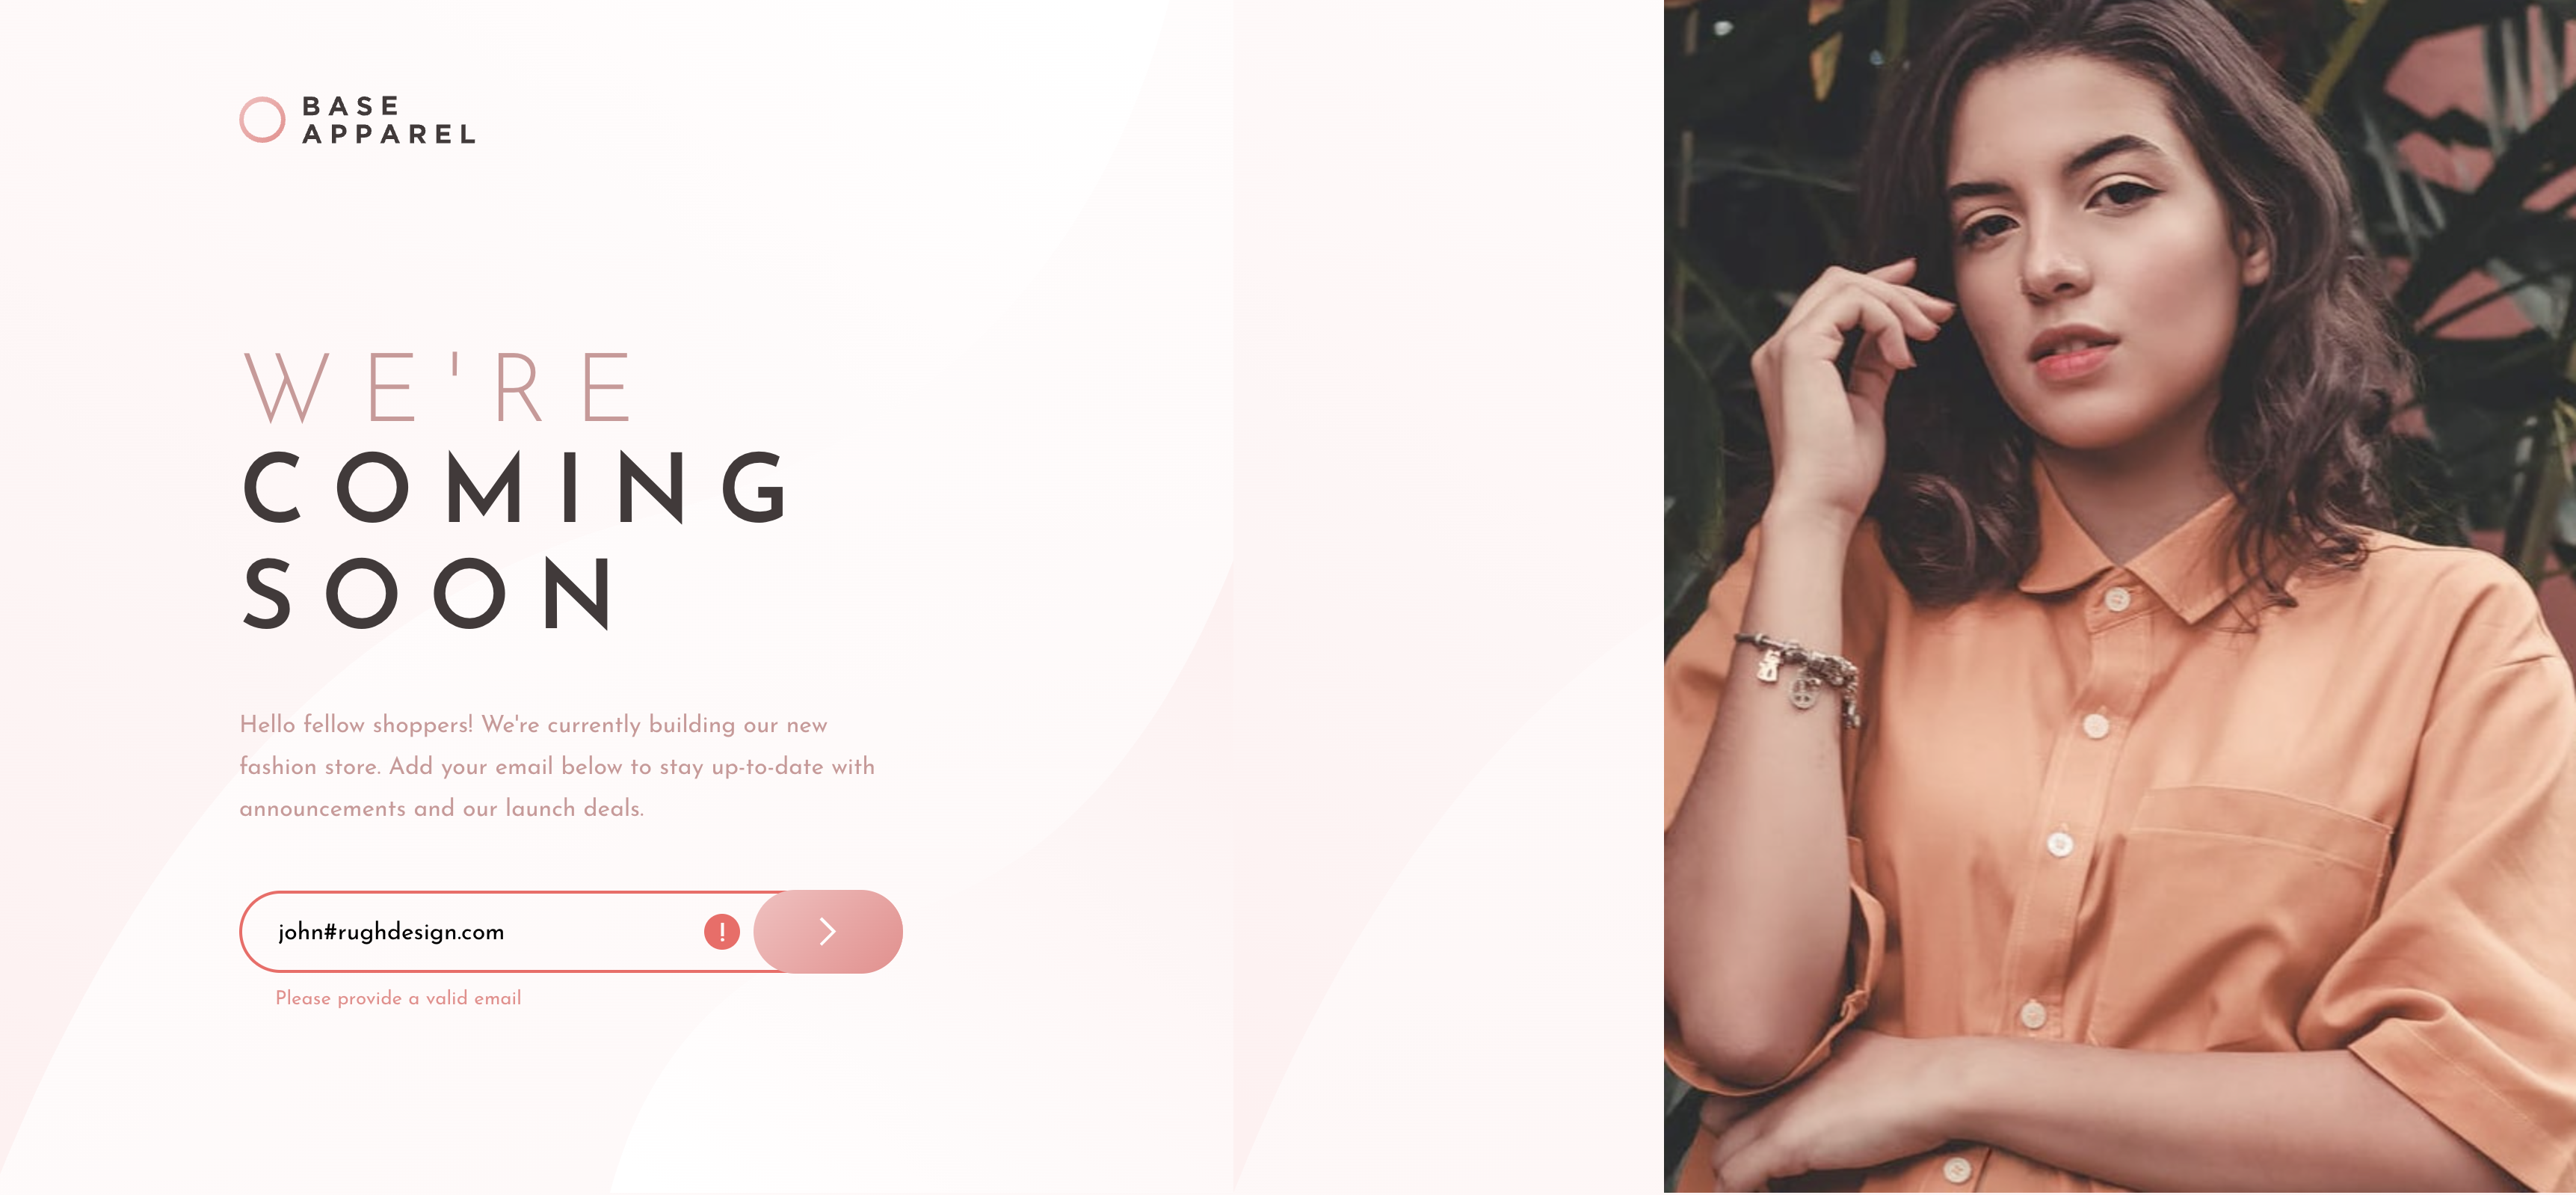 BASE
APPAREL
WE'RE
COMING
SOON
Hello fellow shoppers! We're currently building our new
fashion store. Add your email below to stay up-to-date with
announcements and our launch deals.
john#rughdesign.com
Please provide a valid email